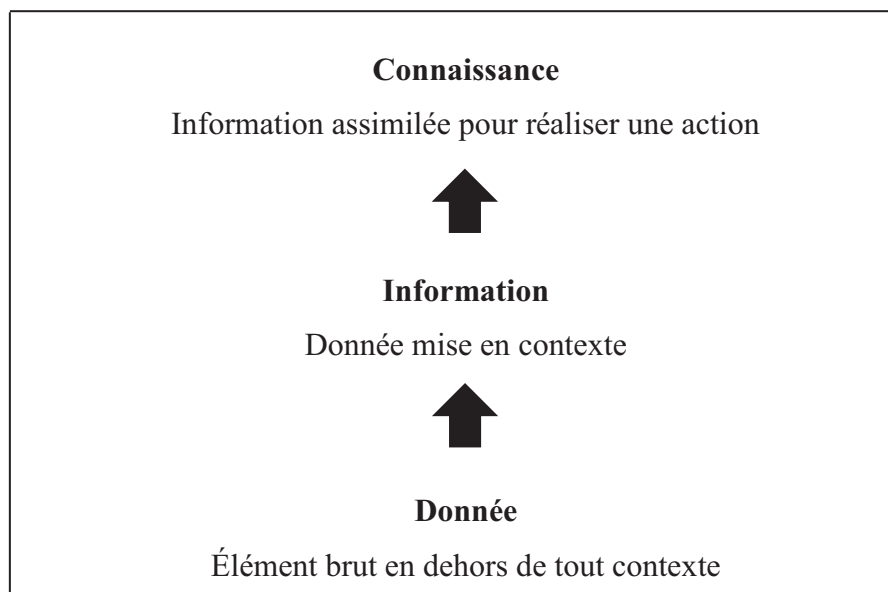 Connaissance
Information assimilée pour réaliser une action
Information
Donnée mise en contexte
Donnée
Élément brut en dehors de tout contexte